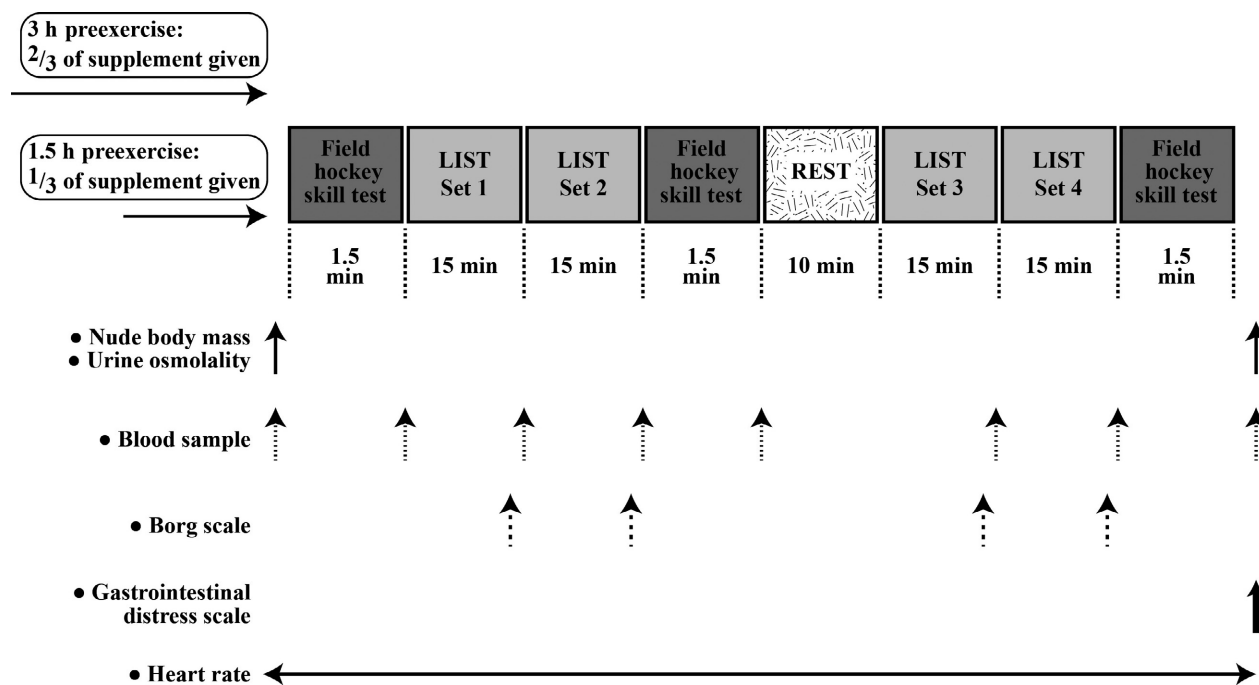 3 h preexercise:
2/3 of supplement given
1.5 h preexercise:
1/3 of supplement given
Field
hockey
skill test
LIST
Set 1
LIST
Set 2
Field
hockey
skill test
REST
LIST
Set 3
LIST
Set 4
Field
hockey
skill test
1.5
min
15 min
15 min
1.5
min
10 min
15 min
15 min
1.5
min
● Nude body mass
● Urine osmolality
● Blood sample
● Borg scale
● Gastrointestinal
distress scale
● Heart rate